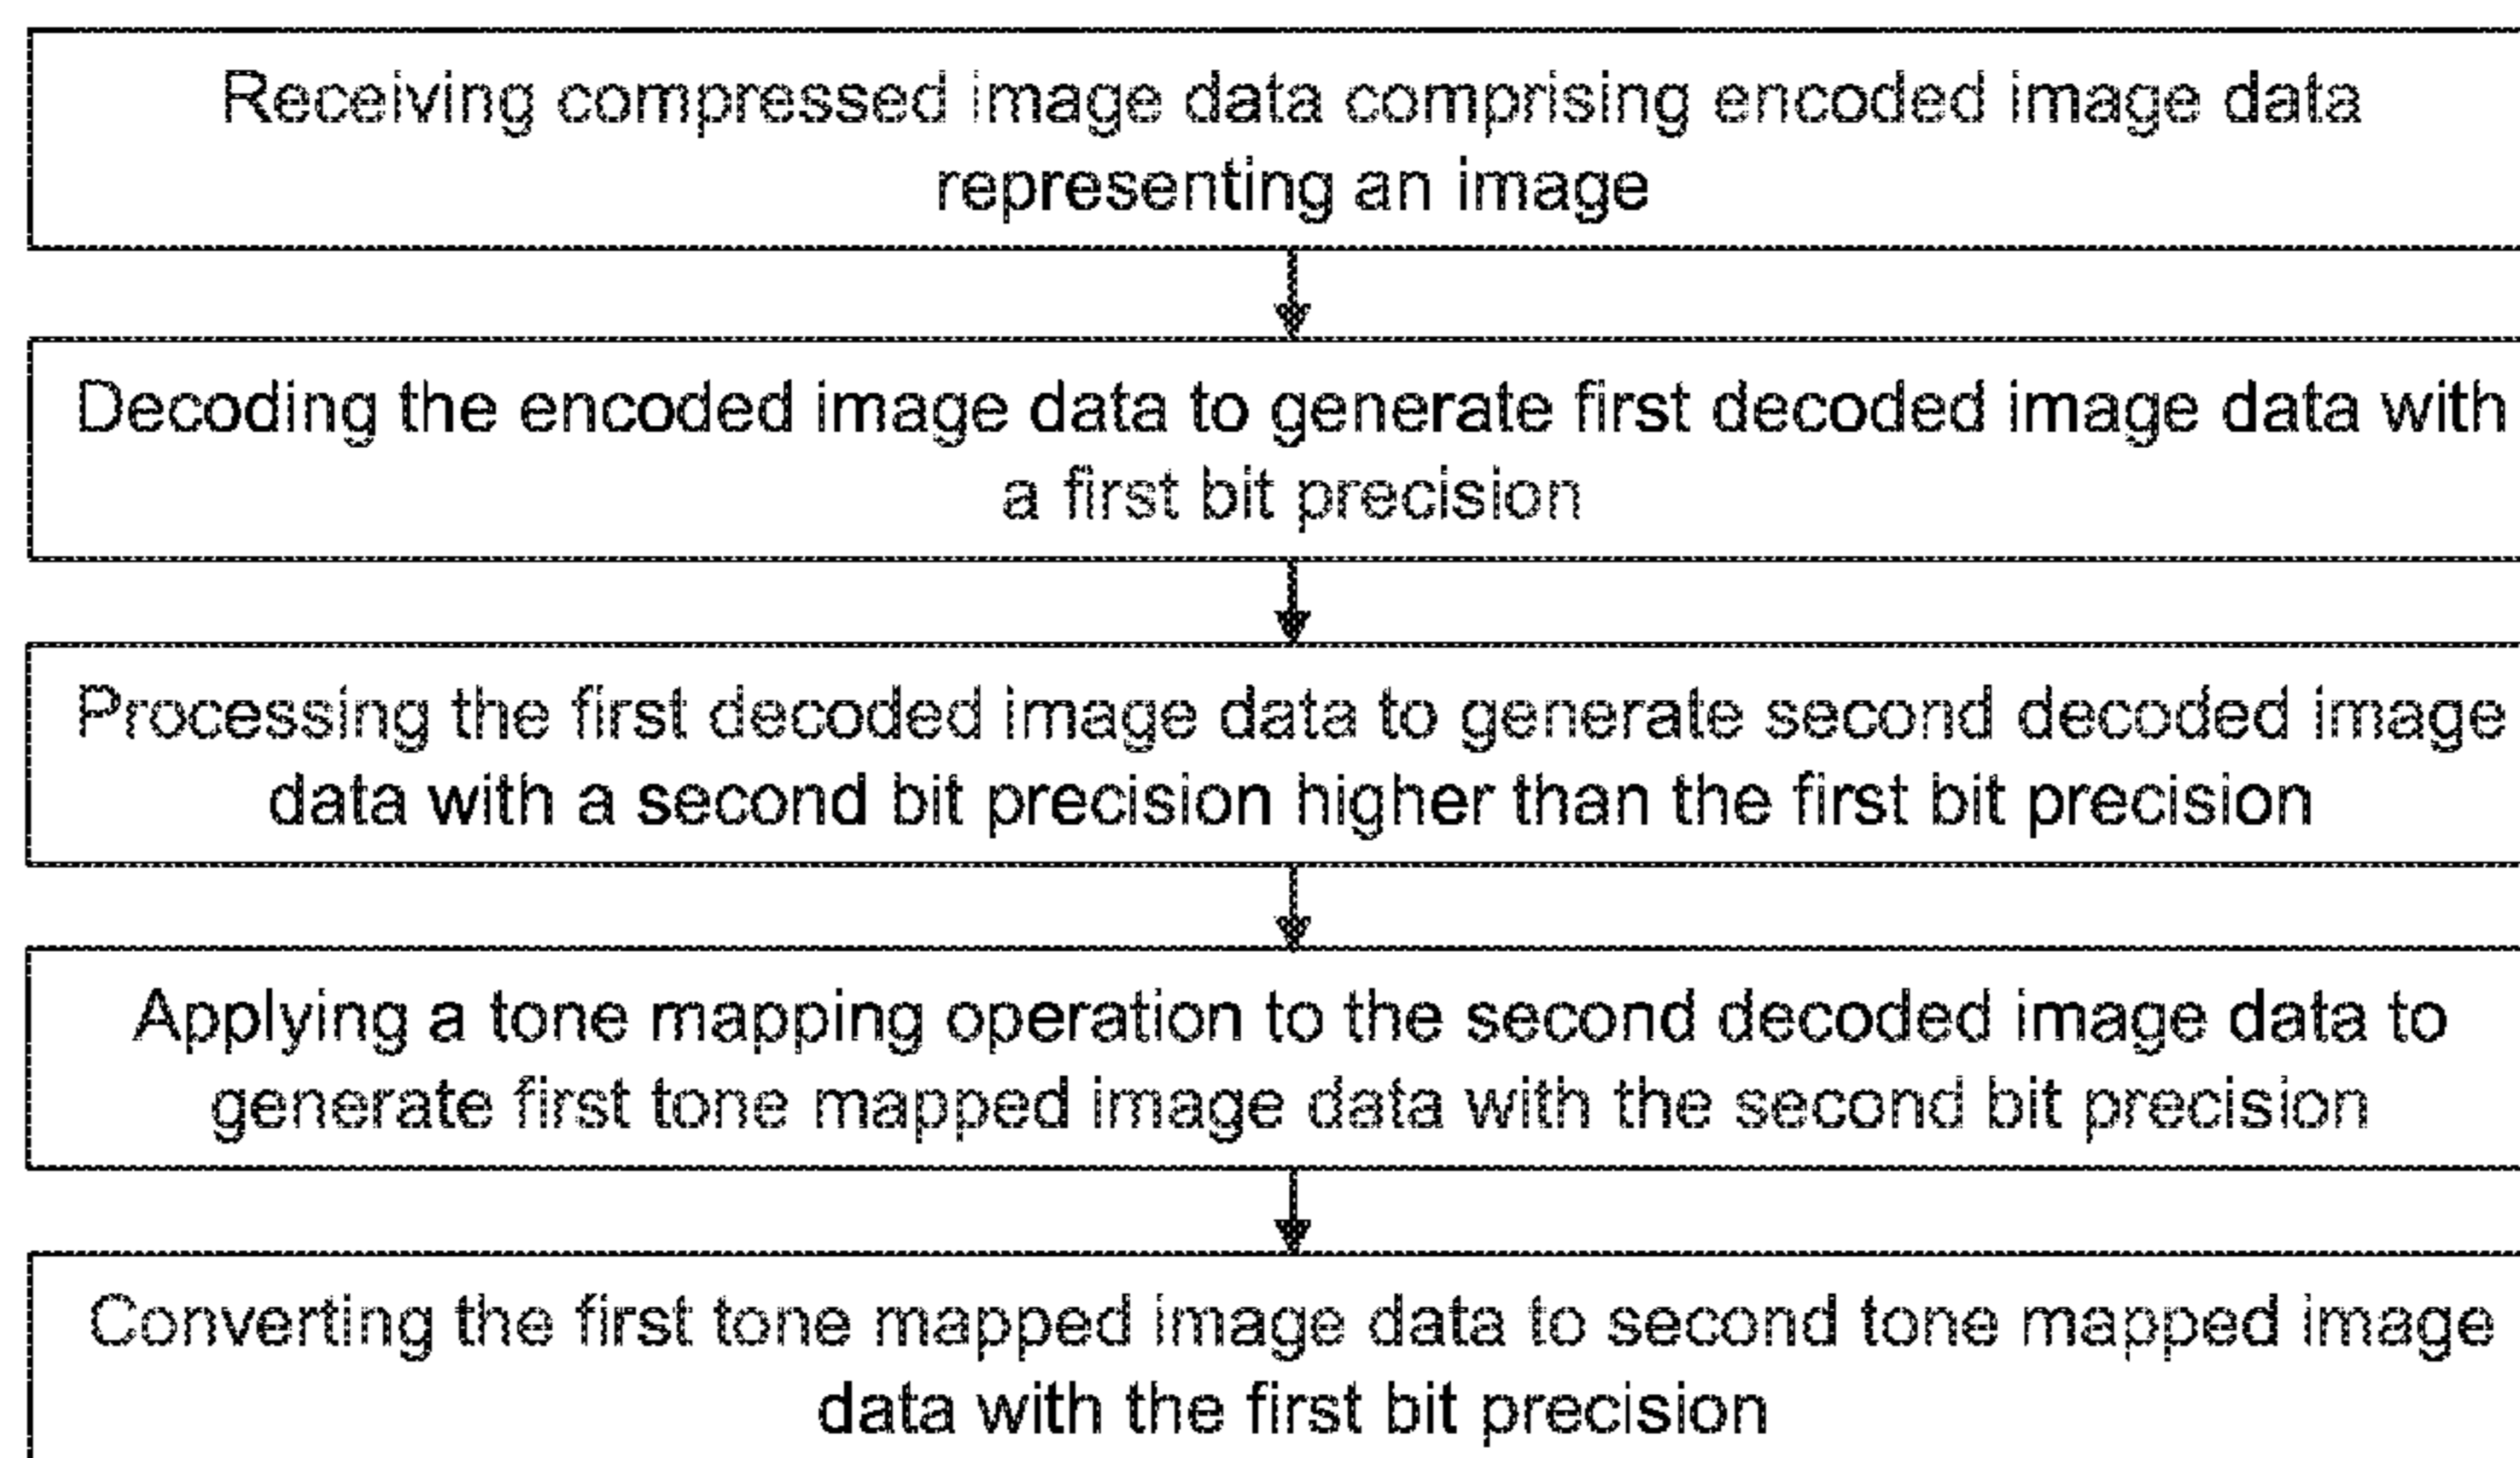 Receiving compressed image data comprising encoded image data
representing an image
Decoding the encoded image data to generate first decoded image data with
a first bit precision
Processing the first decoded image data to generate second decoded image
data with a second bit precision higher than the first bit precision
Applying a tone mapping operation to the second decoded image data to
generate first tone mapped image data with the second bit precision
Converting the first tone mapped image data to second tone mapped image
data with the first bit precision